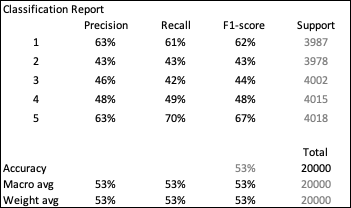 Classification Report
Precision Recall F1-score Support
1 63% 61% 62% 3987
2 43% 43% 43% 3978
3 46% 42% 44% 4002
4 48% 49% 48% 4015
5 63% 70% 67% 4018
Total
Accuracy 53% 20000
Macro avg 53% 53% 53% 20000
Weight avg 53% 53% 53% 20000